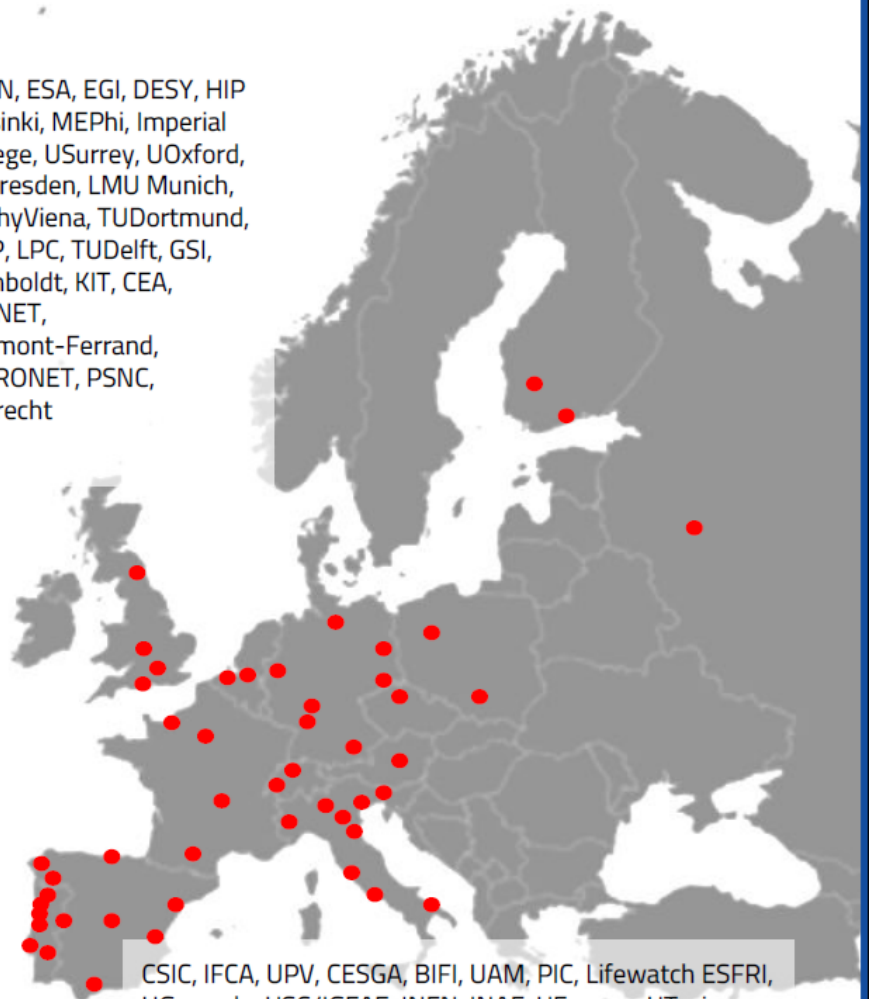 N, ESA, EGI, DESY, HIP
inki, MEPhi, Imperial
ege, USurrey, UOxford,
resden, LMU Munich,
hyViena, TUDortmund,
P, LPC, TUDelft, GSI,
boldt, KIT, CEA,
NET,
mont-Ferrand,
RONET, PSNC,
recht
CSIC, IFCA, UPV, CESGA, BIFI, UAM, PIC, Lifewatch ESFRI,